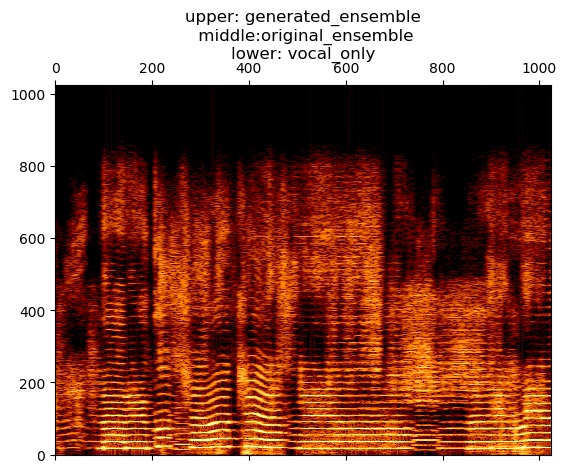 upper: generated_ensemble
middle:original_ensemble
lower: vocal_only
0 200 400 600 800 1000
1000
800
600
400
200
0